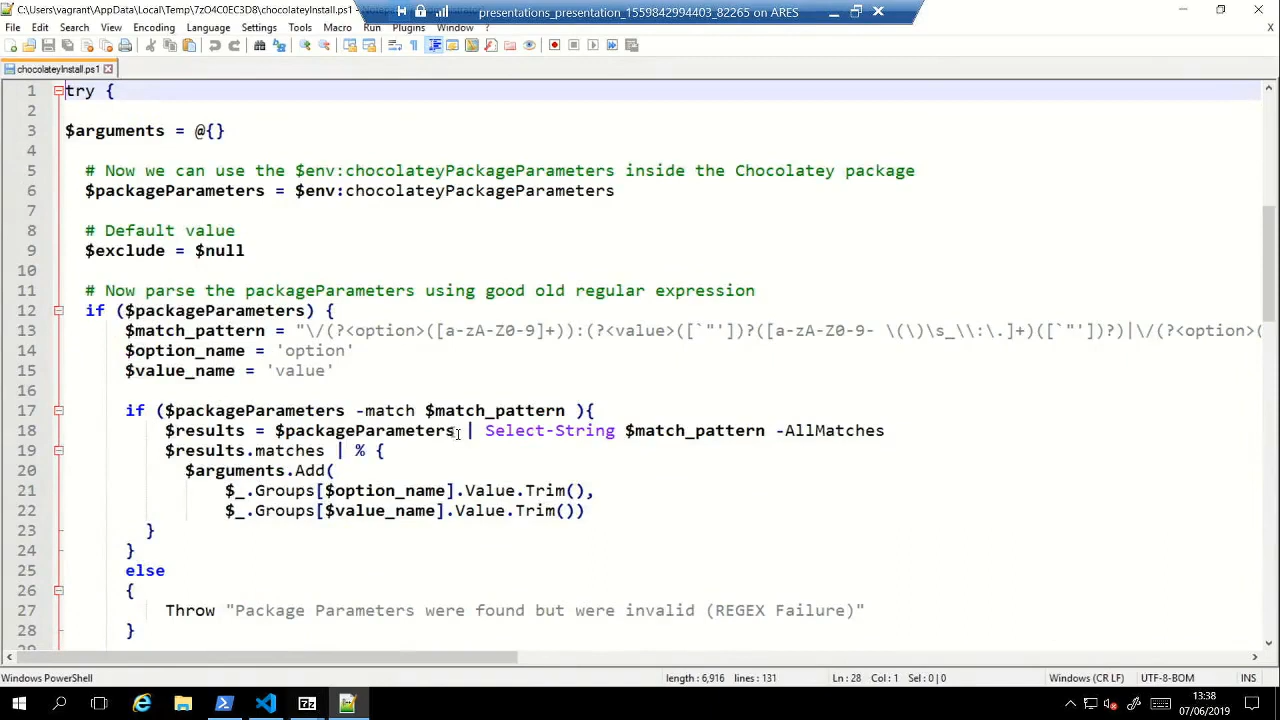 C:\Users\vagrant\AppData\Local\Temp\7zO4C0EC3D8\chocolateyInstall.ps1
presentations_presentation_1559842994403_82265 on ARES
File Edit Search View Encoding Language Settings Tools Macro Run Plugins Window ?
chocolateyInstall.ps1
1 try {
2
3 $arguments = @{}
4
5 # Now we can use the $env:chocolateyPackageParameters inside the Chocolatey package
6 $packageParameters = $env:chocolateyPackageParameters
7
8 # Default value
9 $exclude = $null
10
11 # Now parse the packageParameters using good old regular expression
12 if ($packageParameters) {
13 $match_pattern = "\/(?<option>([a-zA-Z0-9]+)):(?<value>([`"'])?([a-zA-Z0-9- \(\)\s_\\:\.]+)([`"'])?)|\/(?<option>(
14 $option_name = 'option'
15 $value_name = 'value'
16
17 if ($packageParameters -match $match_pattern ){
18 $results = $packageParameters | Select-String $match_pattern -AllMatches
19 $results.matches | % {
20 $arguments.Add(
21 $_.Groups[$option_name].Value.Trim(),
22 $_.Groups[$value_name].Value.Trim())
23 }
24 }
25 else
26 {
27 Throw "Package Parameters were found but were invalid (REGEX Failure)"
28 }
Windows PowerShell length : 6,916 lines : 131 Ln : 28 Col : 1 Sel : 0 | 0 Windows (CR LF) UTF-8-BOM INS
13:38
07/06/2019